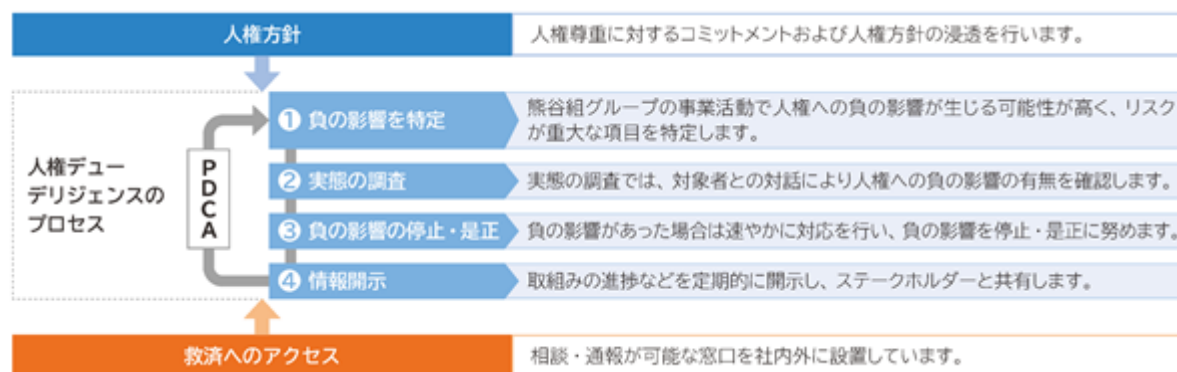 人権方針
人権尊重に対するコミットメントおよび人権方針の浸透を行います。
人権デュー
デリジェンスの
プロセス
PDCA
❶ 負の影響を特定
熊谷組グループの事業活動で人権への負の影響が生じる可能性が高く、リスク
が重大な項目を特定します。
❷ 実態の調査
実態の調査では、対象者との対話により人権への負の影響の有無を確認します。
❸ 負の影響の停止・是正
負の影響があった場合は速やかに対応を行い、負の影響を停止・是正に努めます。
❹ 情報開示
取組みの進捗などを定期的に開示し、ステークホルダーと共有します。
救済へのアクセス
相談・通報が可能な窓口を社内外に設置しています。